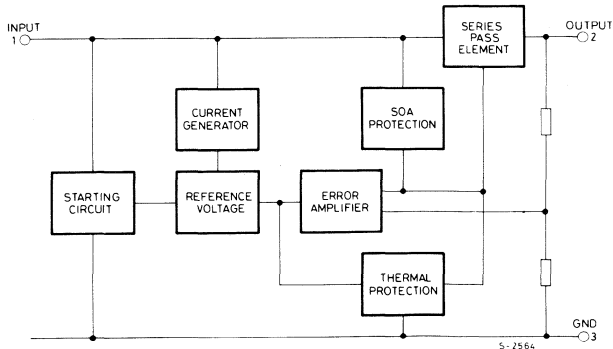 INPUT
1
SERIES
PASS
ELEMENT
OUTPUT
2
CURRENT
GENERATOR
SOA
PROTECTION
STARTING
CIRCUIT
REFERENCE
VOLTAGE
ERROR
AMPLIFIER
THERMAL
PROTECTION
GND
3
S-2564